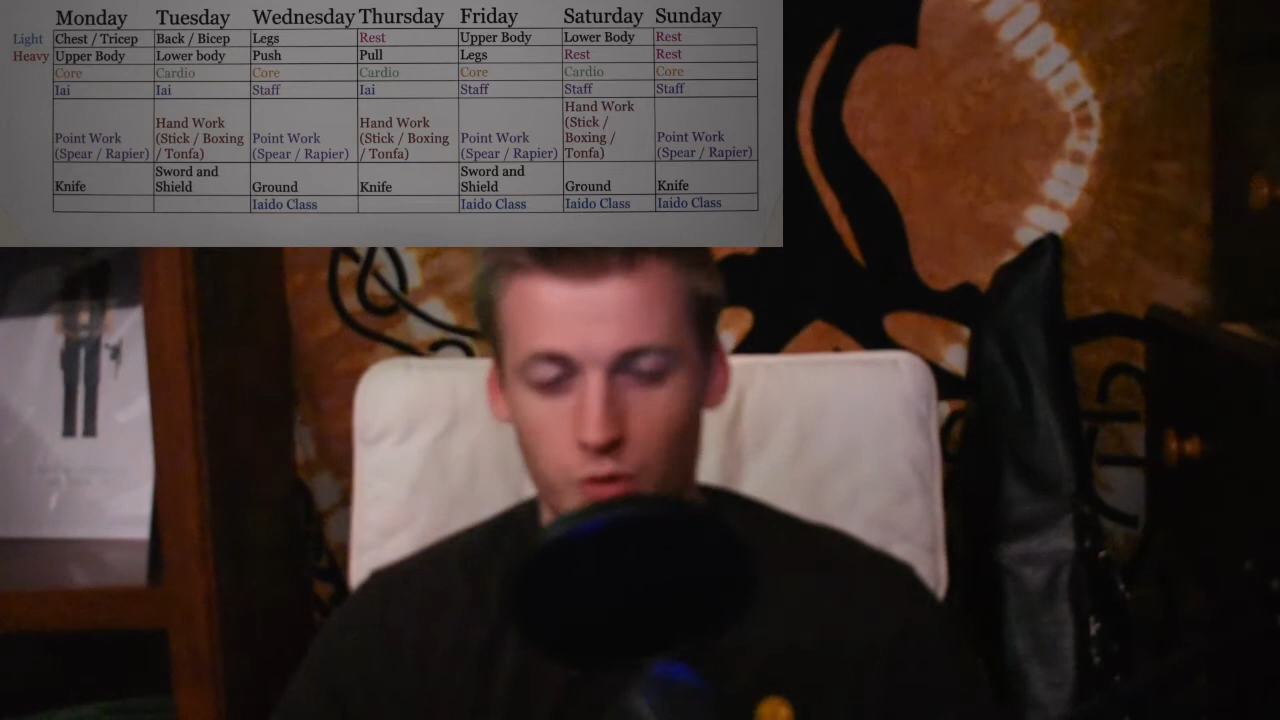 Monday Tuesday Wednesday Thursday Friday Saturday Sunday
Light Chest / Tricep Back / Bicep Legs Rest Upper Body Lower Body Rest
Heavy Upper Body Lower body Push Pull Legs Rest Rest
Core Cardio Core Cardio Core Cardio Core
Iai Iai Staff Iai Staff Staff Staff
Point Work
(Spear / Rapier)
Hand Work
(Stick / Boxing
/ Tonfa)
Point Work
(Spear / Rapier)
Hand Work
(Stick / Boxing
/ Tonfa)
Point Work
(Spear / Rapier)
Hand Work
(Stick /
Boxing /
Tonfa)
Point Work
(Spear / Rapier)
Knife
Sword and
Shield
Ground
Knife
Sword and
Shield
Ground
Knife
Iaido Class Iaido Class Iaido Class Iaido Class